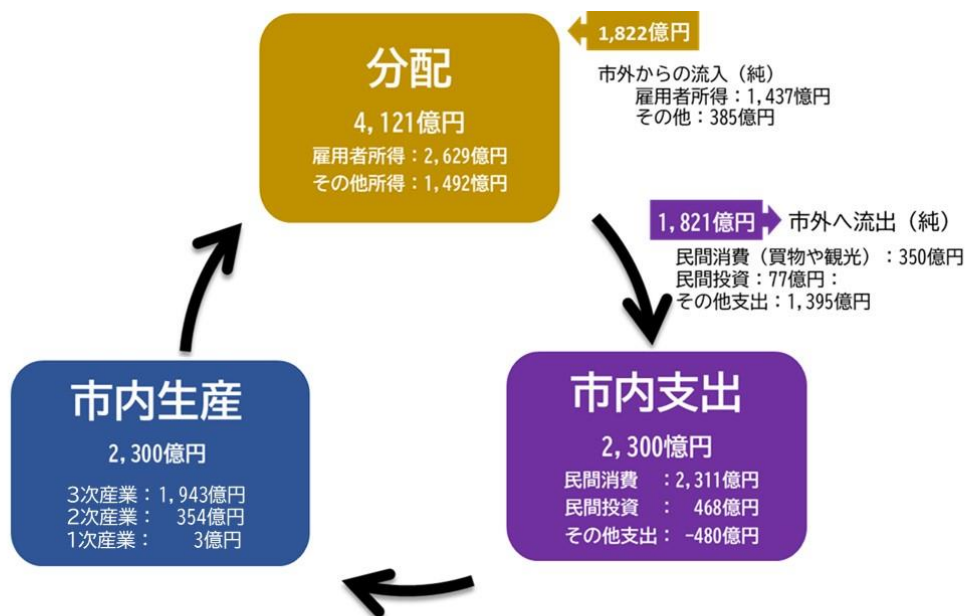 分配
4,121億円
雇用者所得：2,629億円
その他所得：1,492憶円
1,822億円
市外からの流入（純）
雇用者所得：1,437憶円
その他：385億円
1,821億円
市外へ流出（純）
民間消費（買物や観光）：350億円
民間投資：77億円：
その他支出：1,395億円
市内生産
2,300億円
3次産業：1,943億円
2次産業：　354億円
1次産業：　3億円
市内支出
2,300憶円
民間消費　：2,311億円
民間投資　：　468億円
その他支出：　-480億円